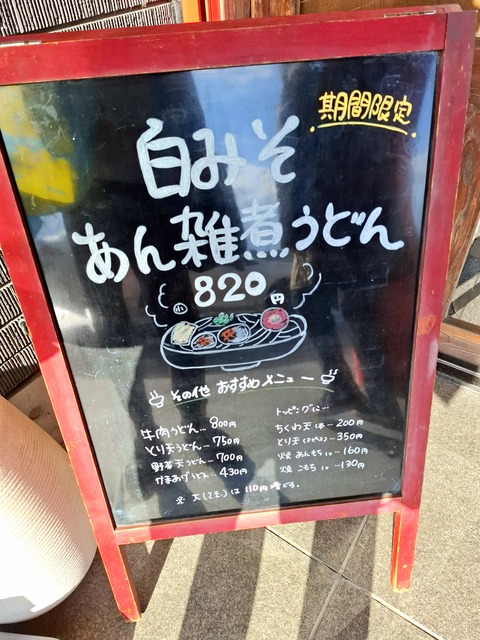 期間限定
白みそ
あん雑煮うどん
820円
小
その他 おすすめメニュー
牛肉うどん…800円
とり天うどん…750円
野菜天うどん…700円
かまあげうどん…430円
トッピングに…
ちくわ天 1本…200円
とり天…350円
焼 あんもち 1コ…160円
焼 こもち 1コ…130円
※ 大(2玉)は110円増です。